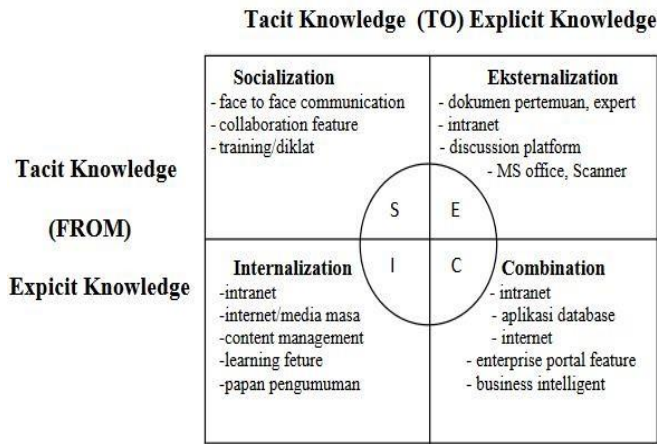 Tacit Knowledge (TO) Explicit Knowledge
Socialization
- face to face communication
- collaboration feature
- training/diklat
Eksternalization
- dokumen pertemuan, expert
- intranet
- discussion platform
- MS office, Scanner
Tacit Knowledge
(FROM)
Expicit Knowledge
S E
I C
Internalization
-intranet
-internet/media masa
-content management
-learning feture
-papan pengumuman
Combination
- intranet
- aplikasi database
- internet
- enterprise portal feature
- business intelligent